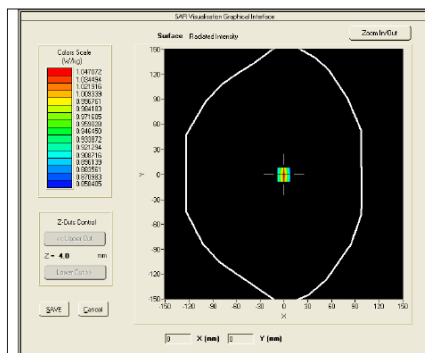 SAR Visualisation Graphical Interface
Surface Radiated Intensity
Zoom In/Out
Colors Scale
(W/kg)
1.047072
1.034494
1.021916
1.009339
0.996761
0.984183
0.971605
0.959028
0.946450
0.933872
0.921294
0.908716
0.896139
0.883561
0.870983
0.858405
Z-Cuts Control
<< Upper Cut
Z = 4.0 mm
Lower Cut >>
SAVE Cancel
150
120
90
60
30
0
-30
-60
-90
-120
-150
Y
-150 -120 -90 -60 -30 0 30 60 90 120 150
X
0 X (mm) 0 Y (mm)